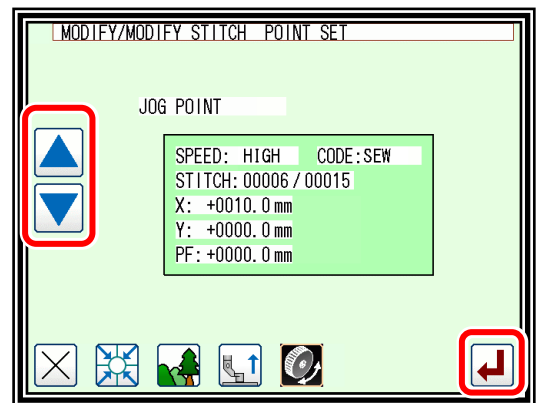 MODIFY/MODIFY STITCH POINT SET
JOG POINT
SPEED: HIGH CODE:SEW
STITCH:00006/00015
X: +0010.0mm
Y: +0000.0mm
PF:+0000.0mm